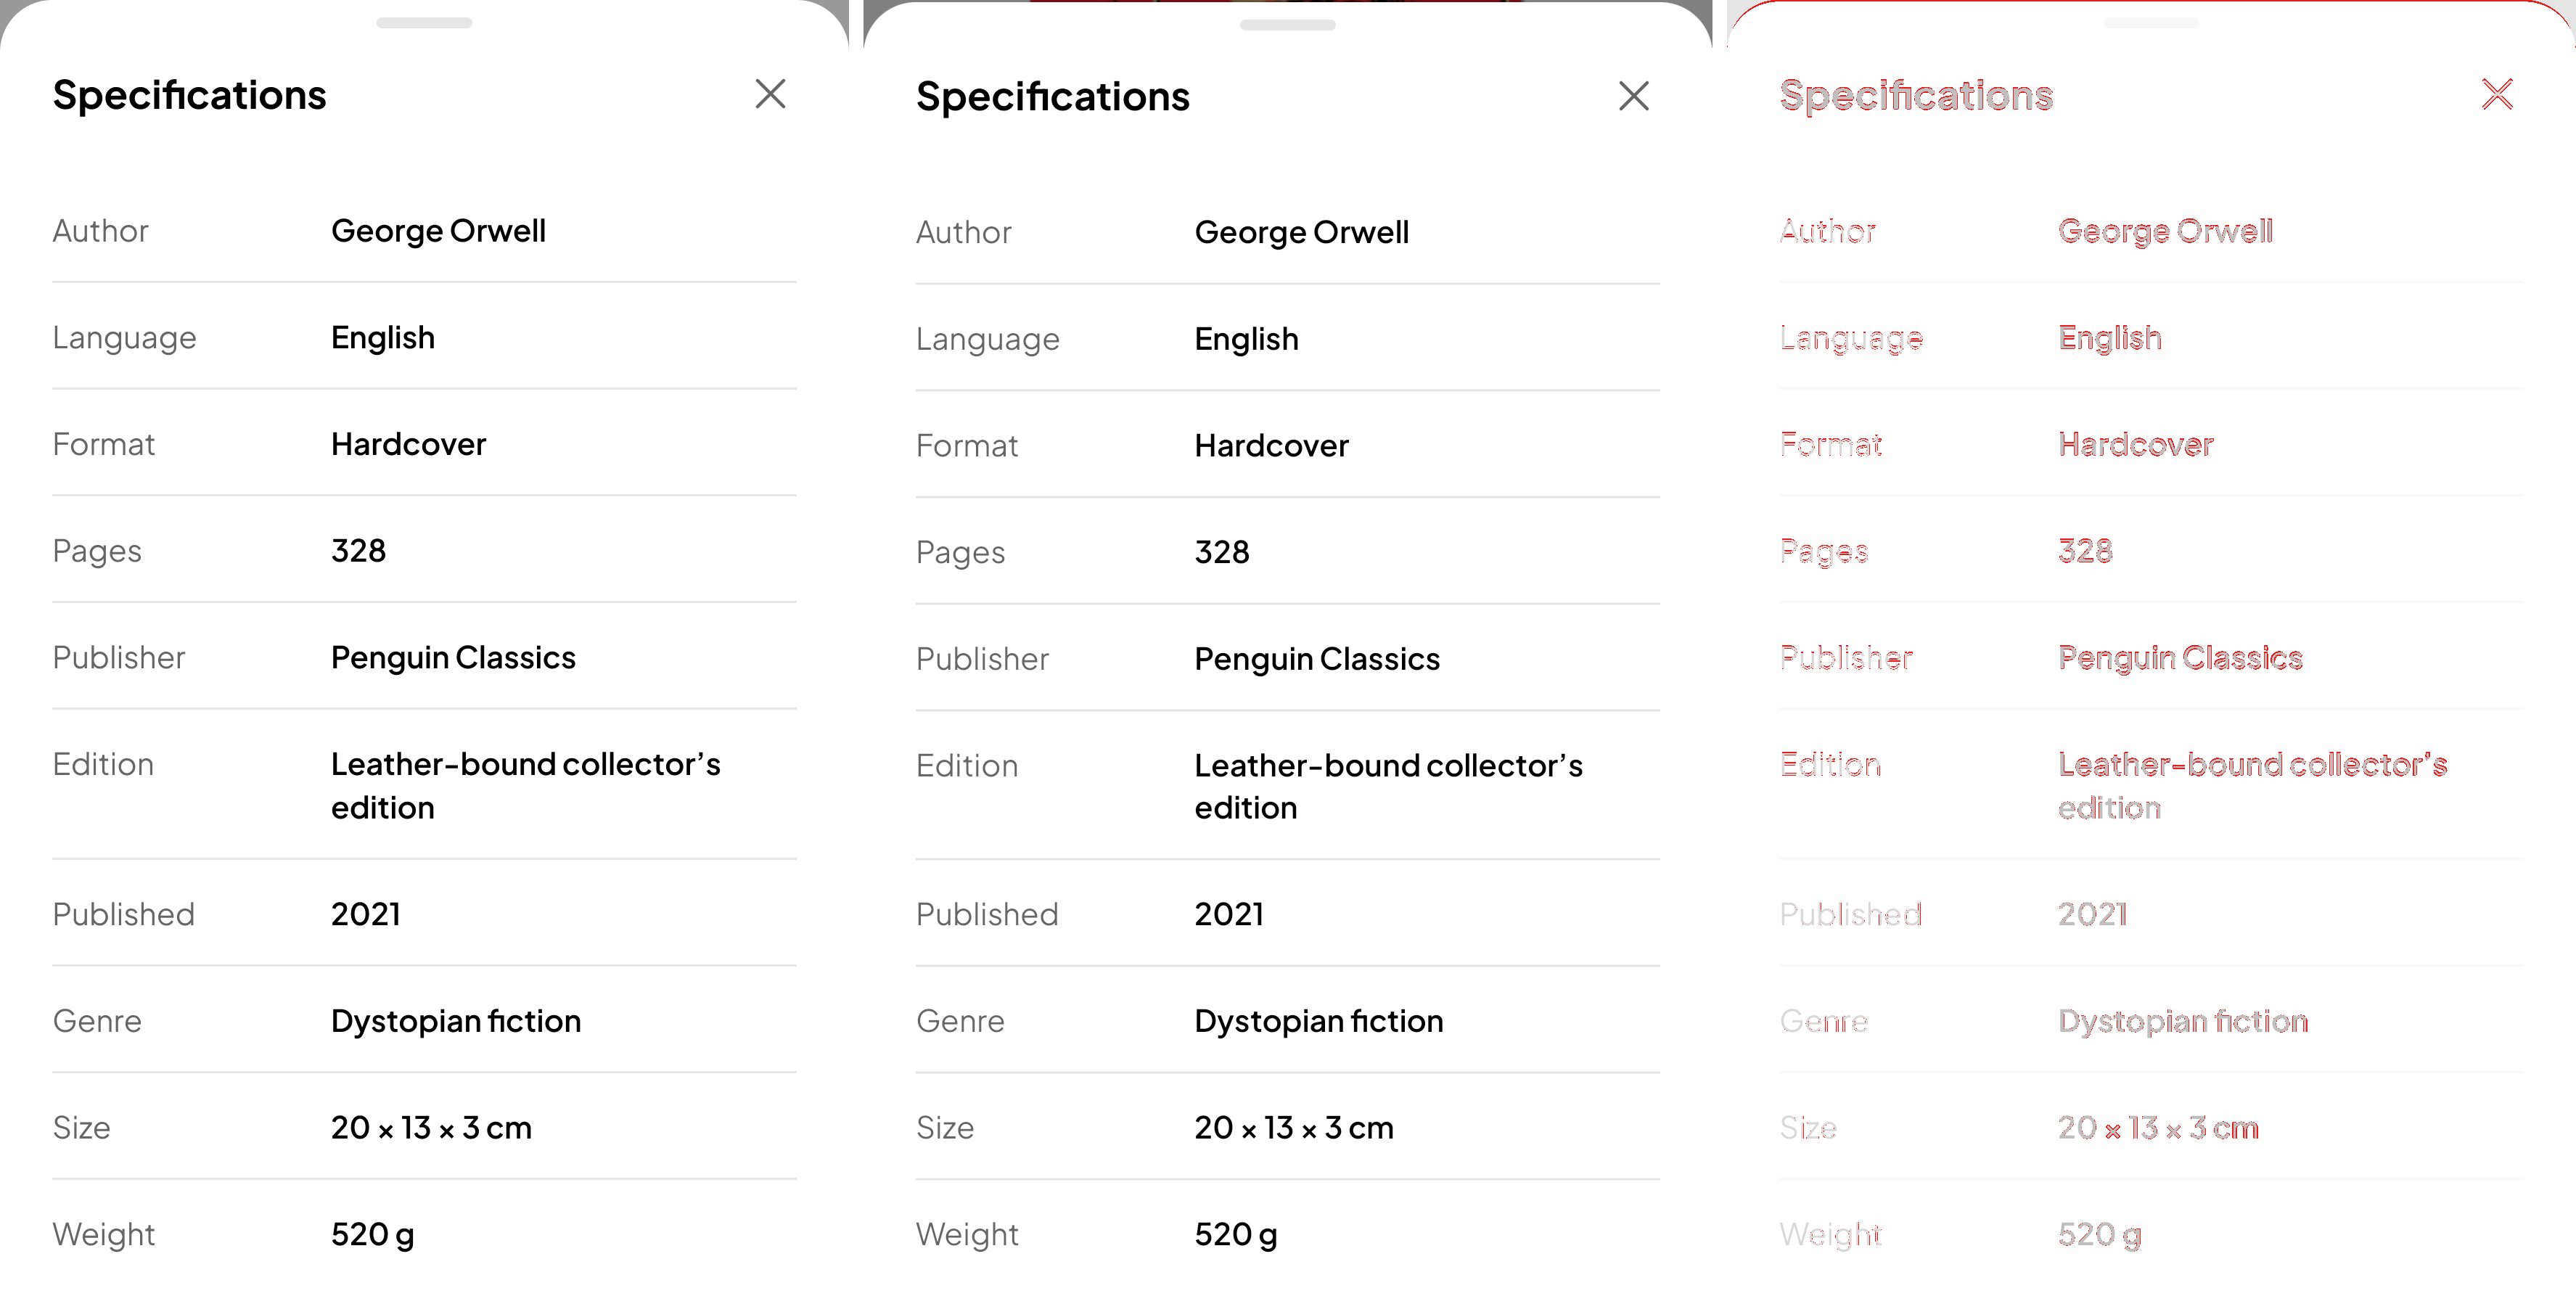 Specifications
Author George Orwell
Language English
Format Hardcover
Pages 328
Publisher Penguin Classics
Edition Leather-bound collector’s
edition
Published 2021
Genre Dystopian fiction
Size 20 × 13 × 3 cm
Weight 520 g
Specifications
Author George Orwell
Language English
Format Hardcover
Pages 328
Publisher Penguin Classics
Edition Leather-bound collector’s
edition
Published 2021
Genre Dystopian fiction
Size 20 × 13 × 3 cm
Weight 520 g
Specifications
Author George Orwell
Language English
Format Hardcover
Pages 328
Publisher Penguin Classics
Edition Leather-bound collector’s
edition
Published 2021
Genre Dystopian fiction
Size 20 × 13 × 3 cm
Weight 520 g